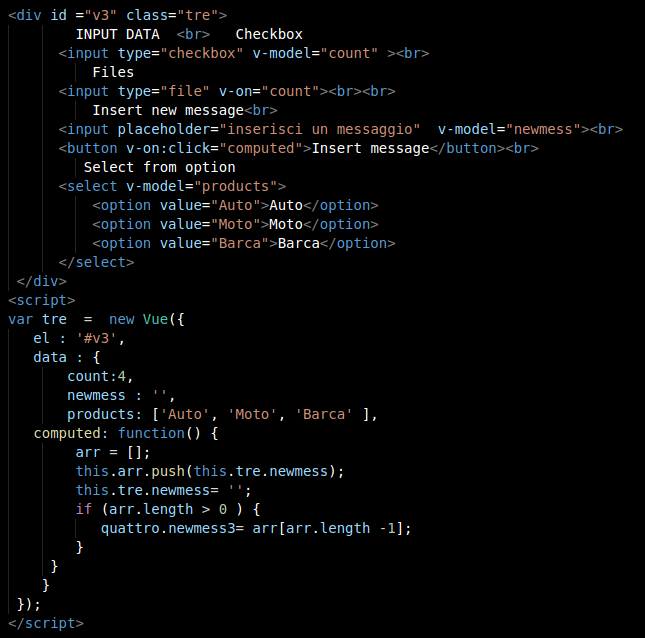 <div id ="v3" class="tre">
INPUT DATA  <br>   Checkbox
<input type="checkbox" v-model="count" ><br>
Files
<input type="file" v-on="count"><br><br>
Insert new message<br>
<input placeholder="inserisci un messaggio"  v-model="newmess"><br>
<button v-on:click="computed">Insert message</button><br>
Select from option
<select v-model="products">
<option value="Auto">Auto</option>
<option value="Moto">Moto</option>
<option value="Barca">Barca</option>
</select>
</div>
<script>
var tre  =  new Vue({
el : '#v3',
data : {
count:4,
newmess : '',
products: ['Auto', 'Moto', 'Barca' ],
computed: function() {
arr = [];
this.arr.push(this.tre.newmess);
this.tre.newmess= '';
if (arr.length > 0 ) {
quattro.newmess3= arr[arr.length -1];
}
}
}
});
</script>